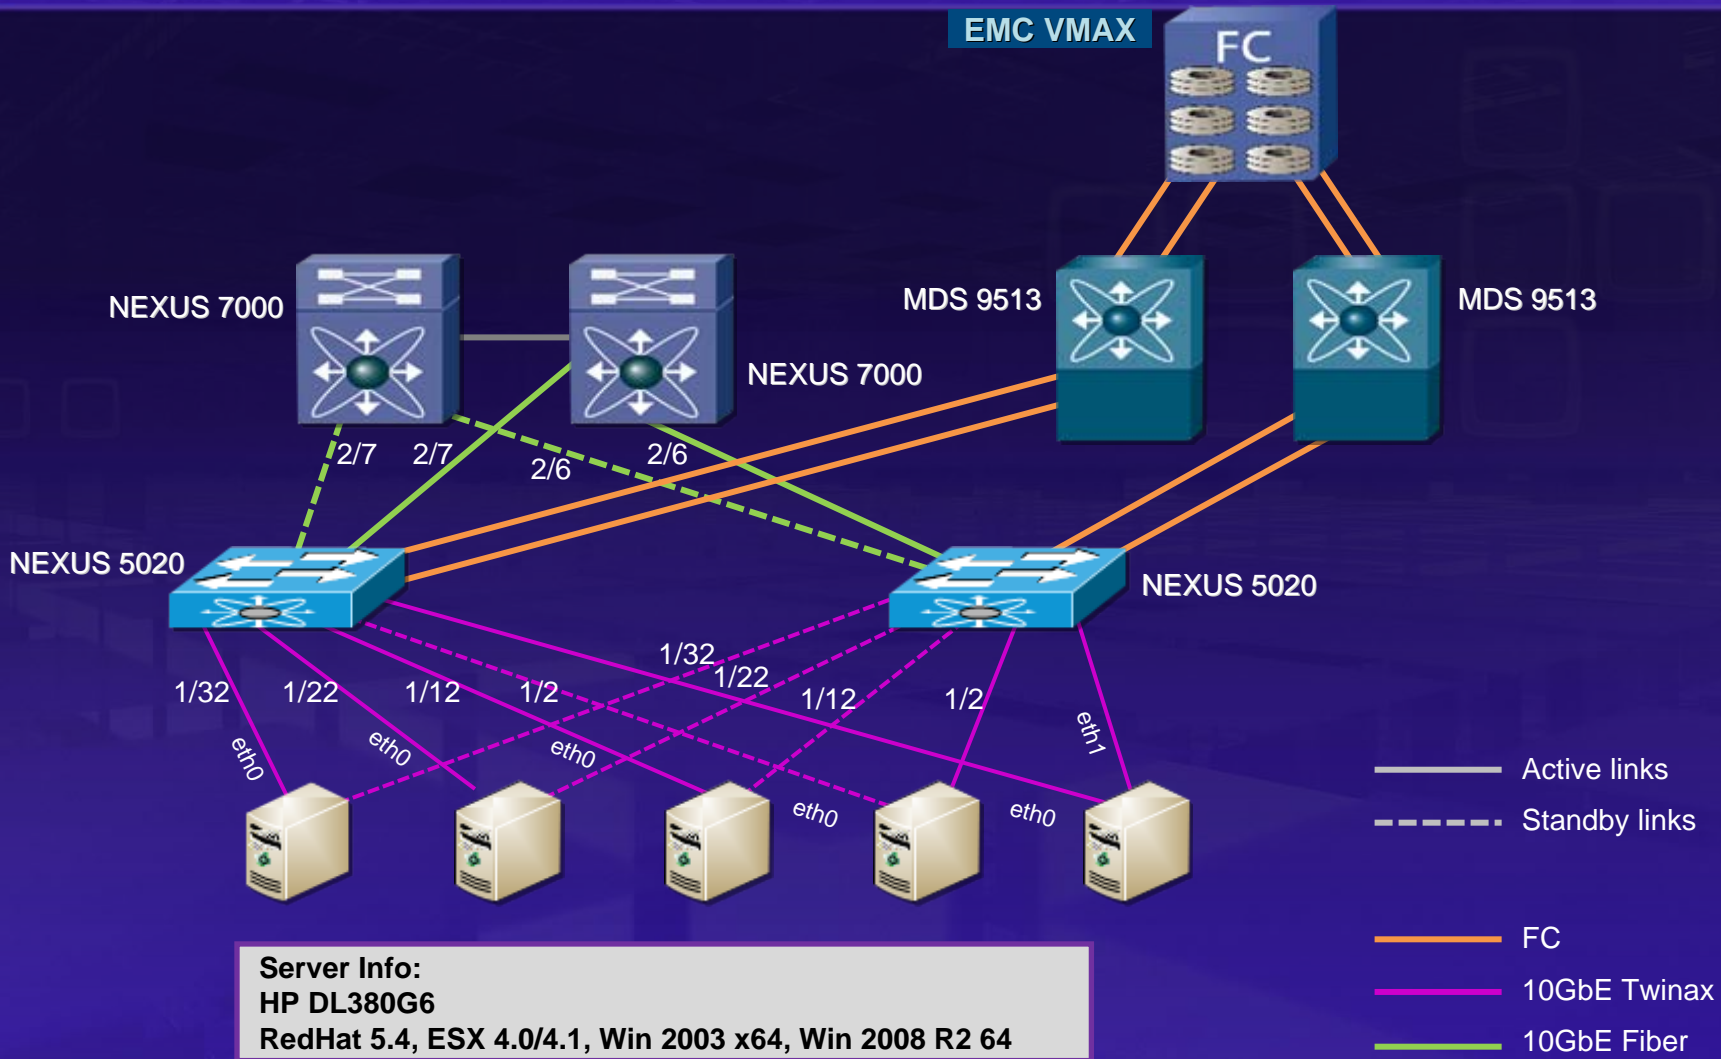 EMC VMAX
FC
NEXUS 7000
NEXUS 7000
MDS 9513
MDS 9513
2/7
2/7
2/6
2/6
NEXUS 5020
NEXUS 5020
1/32
1/22
1/12
1/2
1/32
1/22
1/12
1/2
eth0
eth0
eth0
eth0
eth0
eth1
Active links
Standby links
FC
10GbE Twinax
10GbE Fiber
Server Info:
HP DL380G6
RedHat 5.4, ESX 4.0/4.1, Win 2003 x64, Win 2008 R2 64